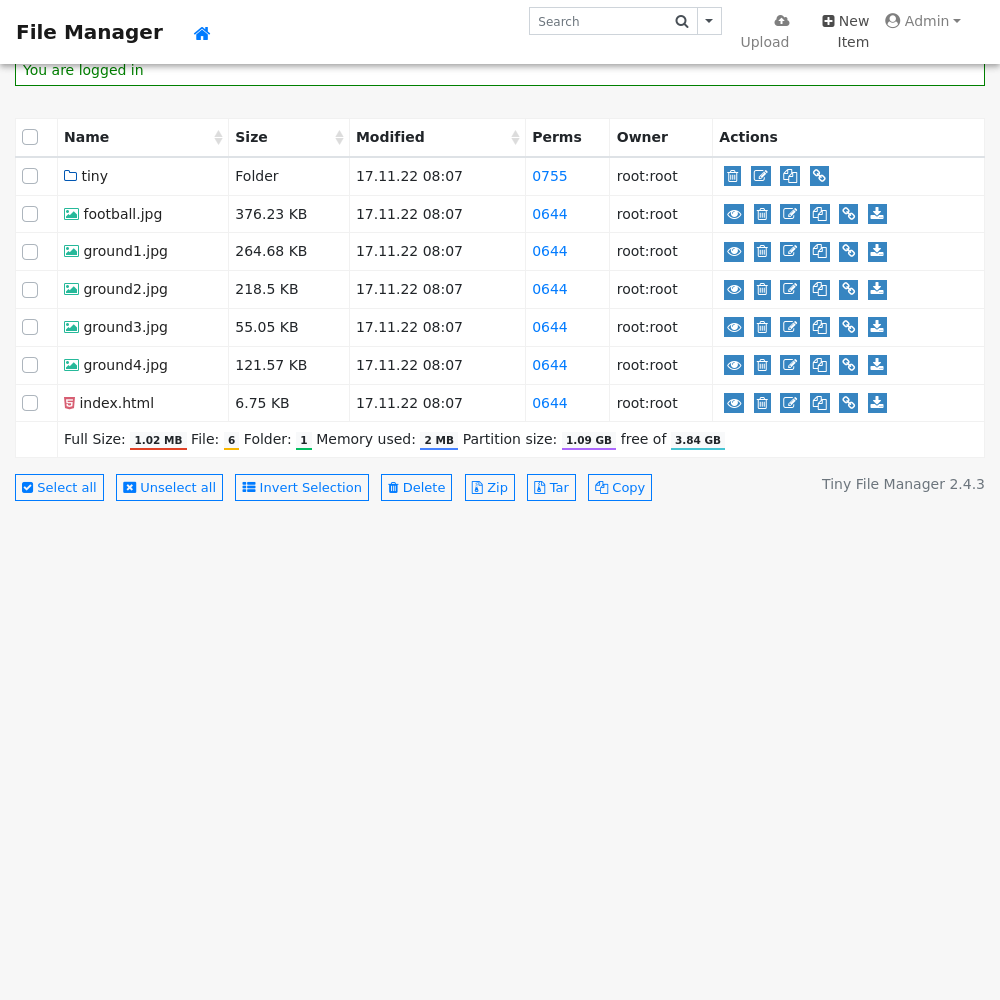 File Manager
Search
Upload
New Item
Admin
You are logged in
Name Size Modified Perms Owner Actions
tiny Folder 17.11.22 08:07 0755 root:root
football.jpg 376.23 KB 17.11.22 08:07 0644 root:root
ground1.jpg 264.68 KB 17.11.22 08:07 0644 root:root
ground2.jpg 218.5 KB 17.11.22 08:07 0644 root:root
ground3.jpg 55.05 KB 17.11.22 08:07 0644 root:root
ground4.jpg 121.57 KB 17.11.22 08:07 0644 root:root
index.html 6.75 KB 17.11.22 08:07 0644 root:root
Full Size: 1.02 MB File: 6 Folder: 1 Memory used: 2 MB Partition size: 1.09 GB free of 3.84 GB
Select all Unselect all Invert Selection Delete Zip Tar Copy Tiny File Manager 2.4.3